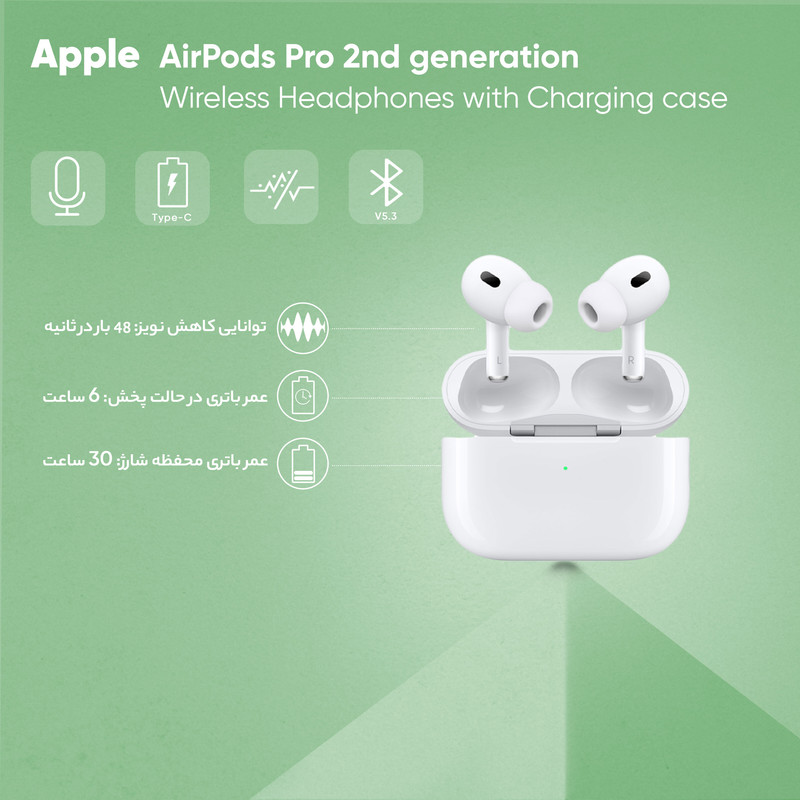 Apple AirPods Pro 2nd generation
Wireless Headphones with Charging case
Type-C
V5.3
توانایی کاهش نویز: 48 بار در ثانیه
عمر باتری در حالت پخش: 6 ساعت
عمر باتری محفظه شارژ: 30 ساعت
L
R